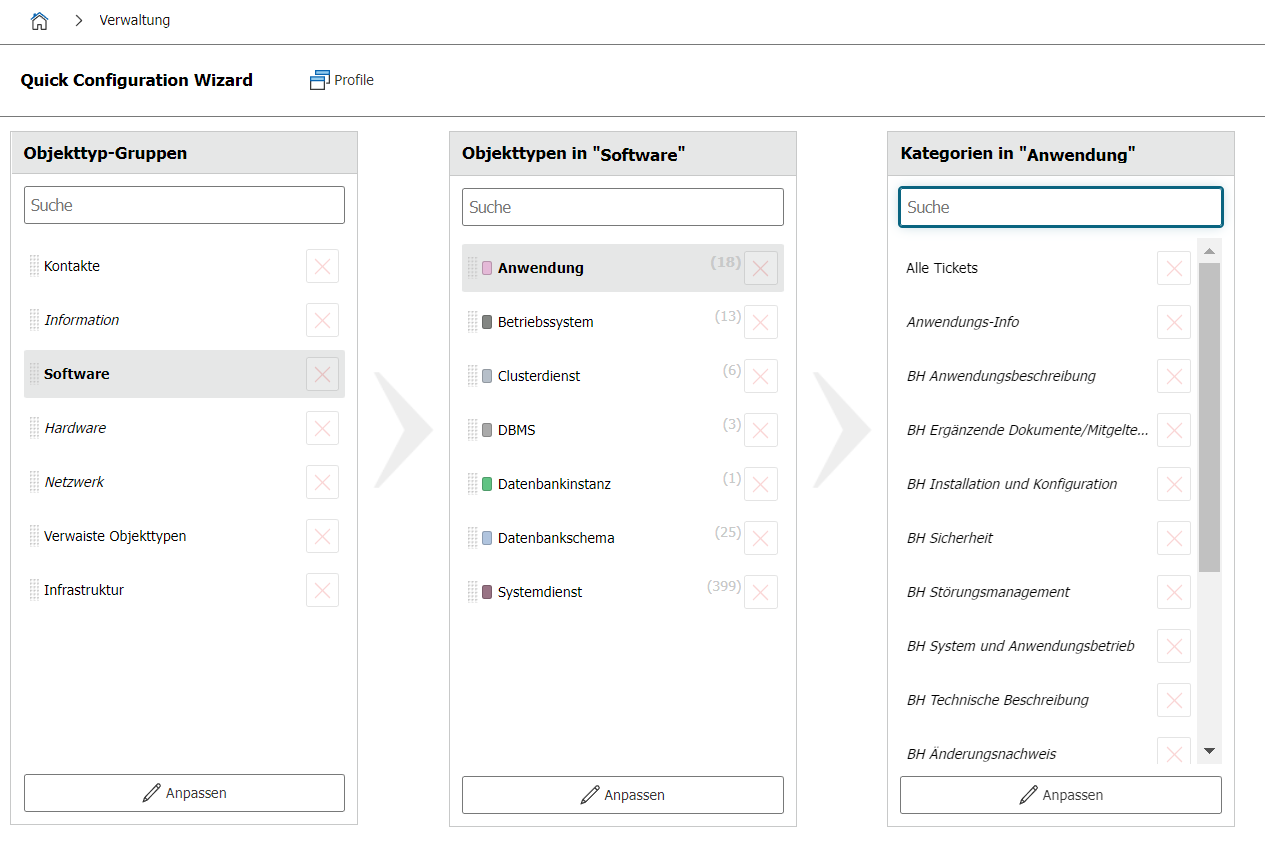 Verwaltung
Quick Configuration Wizard
Profile
Objekttyp-Gruppen
Suche
Kontakte
Information
Software
Hardware
Netzwerk
Verwaiste Objekttypen
Infrastruktur
Anpassen
Objekttypen in "Software"
Suche
Anwendung (18)
Betriebssystem (13)
Clusterdienst (6)
DBMS (3)
Datenbankinstanz (1)
Datenbankschema (25)
Systemdienst (399)
Anpassen
Kategorien in "Anwendung"
Suche
Alle Tickets
Anwendungs-Info
BH Anwendungsbeschreibung
BH Ergänzende Dokumente/Mitgelte...
BH Installation und Konfiguration
BH Sicherheit
BH Störungsmanagement
BH System und Anwendungsbetrieb
BH Technische Beschreibung
BH Änderungsnachweis
Anpassen